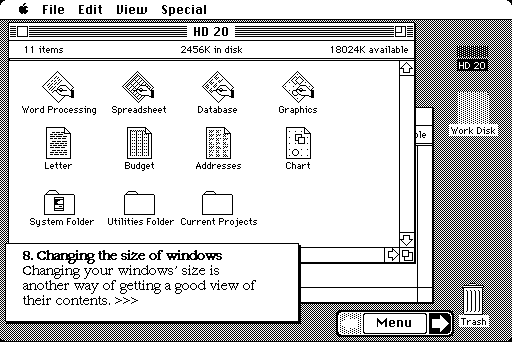 File Edit View Special
HD 20
11 items 2456K in disk 18024K available
HD 20
Word Processing Spreadsheet Database Graphics
Work Disk
Letter Budget Addresses Chart
System Folder Utilities Folder Current Projects
8. Changing the size of windows
Changing your windows' size is
another way of getting a good view of
their contents. >>>
Menu
Trash